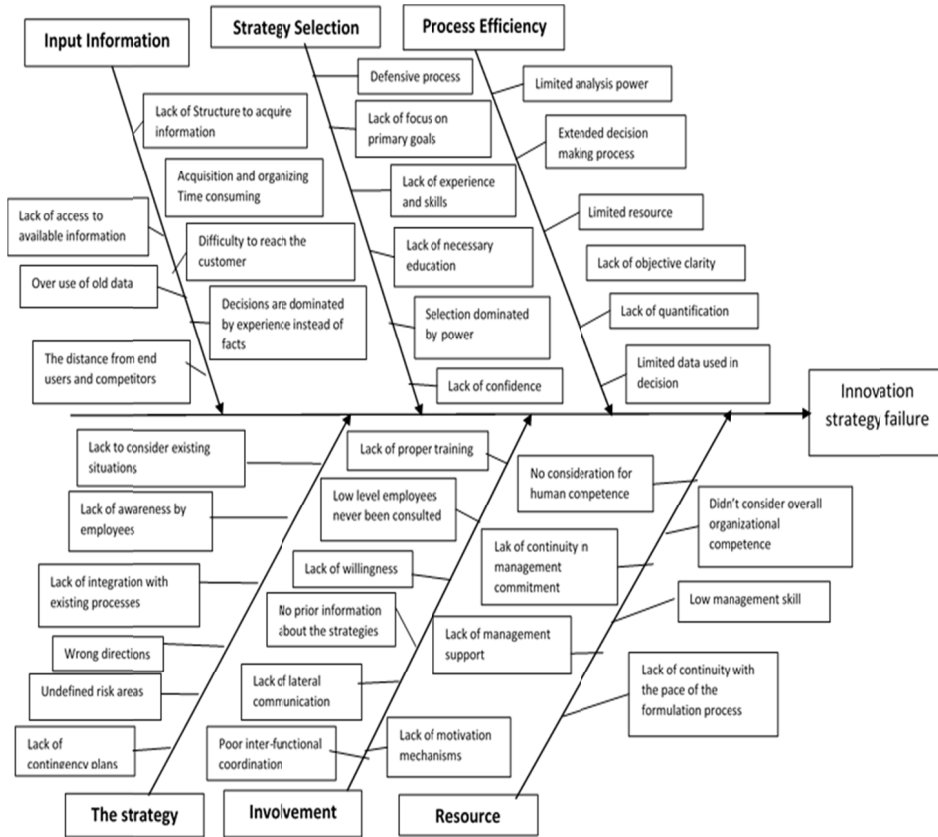 Input Information
Strategy Selection
Process Efficiency
Lack of Structure to acquire
information
Acquisition and organizing
Time consuming
Lack of access to
available information
Difficulty to reach the
customer
Over use of old data
Decisions are dominated
by experience instead of
facts
The distance from end
users and competitors
Defensive process
Lack of focus on
primary goals
Lack of experience
and skills
Lack of necessary
education
Selection dominated
by power
Lack of confidence
Limited analysis power
Extended decision
making process
Limited resource
Lack of objective clarity
Lack of quantification
Limited data used in
decision
Innovation
strategy failure
Lack to consider existing
situations
Lack of awareness by
employees
Lack of integration with
existing processes
Wrong directions
Undefined risk areas
Lack of
contingency plans
Lack of proper training
Low level employees
never been consulted
Lack of willingness
No prior information
about the strategies
Lack of lateral
communication
Poor inter-functional
coordination
Lack of motivation
mechanisms
No consideration for
human competence
Didn't consider overall
organizational
competence
Lak of continuity n
management
commitment
Low management skill
Lack of management
support
Lack of continuity with
the pace of the
formulation process
The strategy
Involvement
Resource